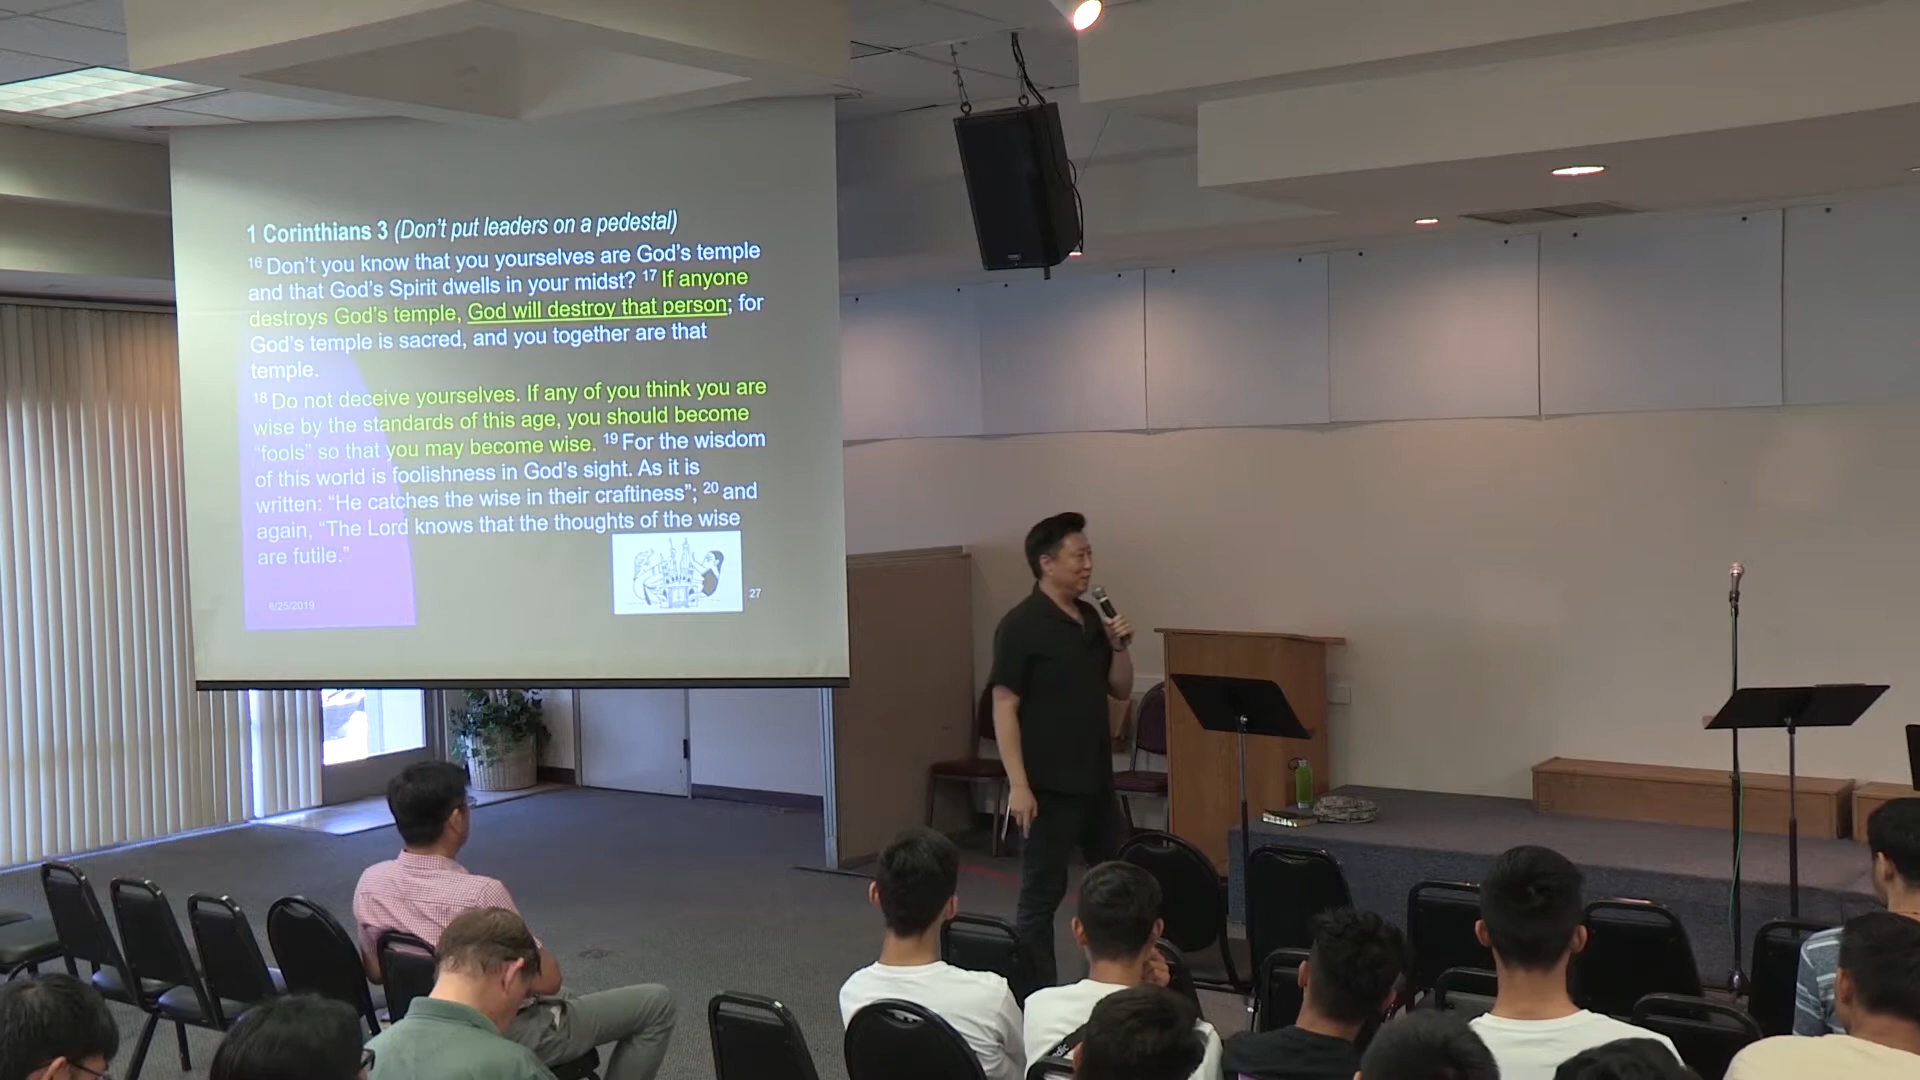 1 Corinthians 3 (Don't put leaders on a pedestal)
16 Don't you know that you yourselves are God's temple
and that God's Spirit dwells in your midst? 17 If anyone
destroys God's temple, God will destroy that person; for
God's temple is sacred, and you together are that
temple.
18 Do not deceive yourselves. If any of you think you are
wise by the standards of this age, you should become
“fools” so that you may become wise. 19 For the wisdom
of this world is foolishness in God's sight. As it is
written: “He catches the wise in their craftiness”; 20 and
again, “The Lord knows that the thoughts of the wise
are futile.”
6/25/2019
27